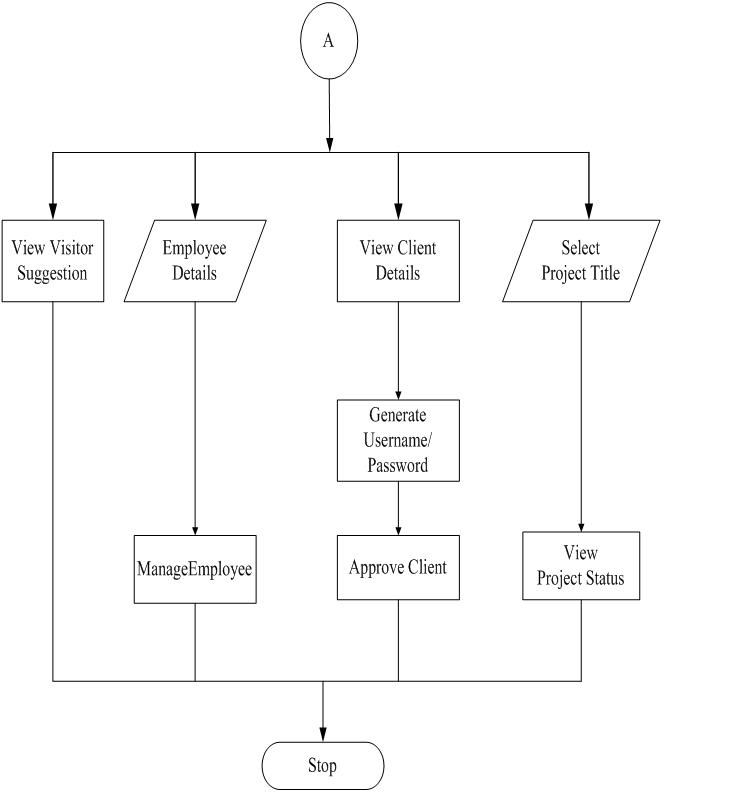 A
View Visitor
Suggestion
Employee
Details
View Client
Details
Select
Project Title
Generate
Username/
Password
ManageEmployee
Approve Client
View
Project Status
Stop